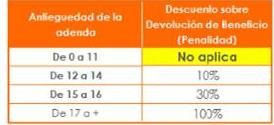 Antigüedad de la adenda
Descuento sobre Devolución de Beneficio (Penalidad)
De 0 a 11
No aplica
De 12 a 14
10%
De 15 a 16
30%
De 17 a +
100%